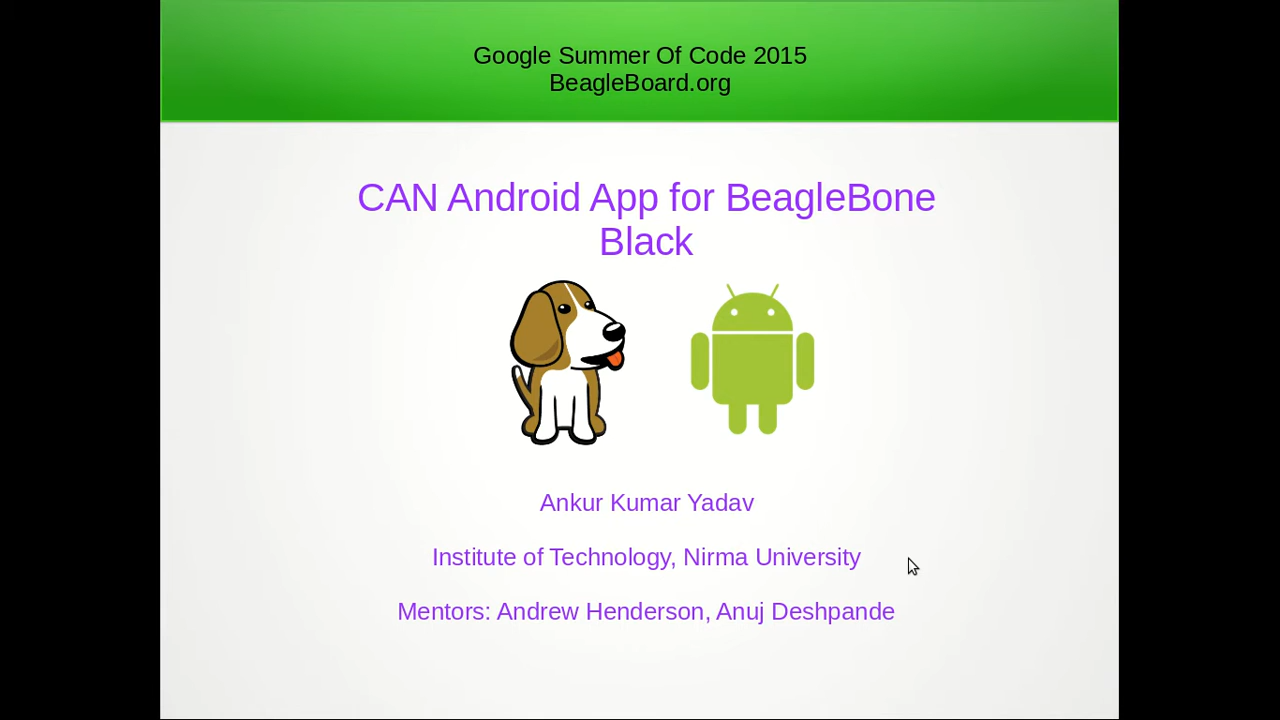 Google Summer Of Code 2015
BeagleBoard.org
CAN Android App for BeagleBone
Black
Ankur Kumar Yadav
Institute of Technology, Nirma University
Mentors: Andrew Henderson, Anuj Deshpande